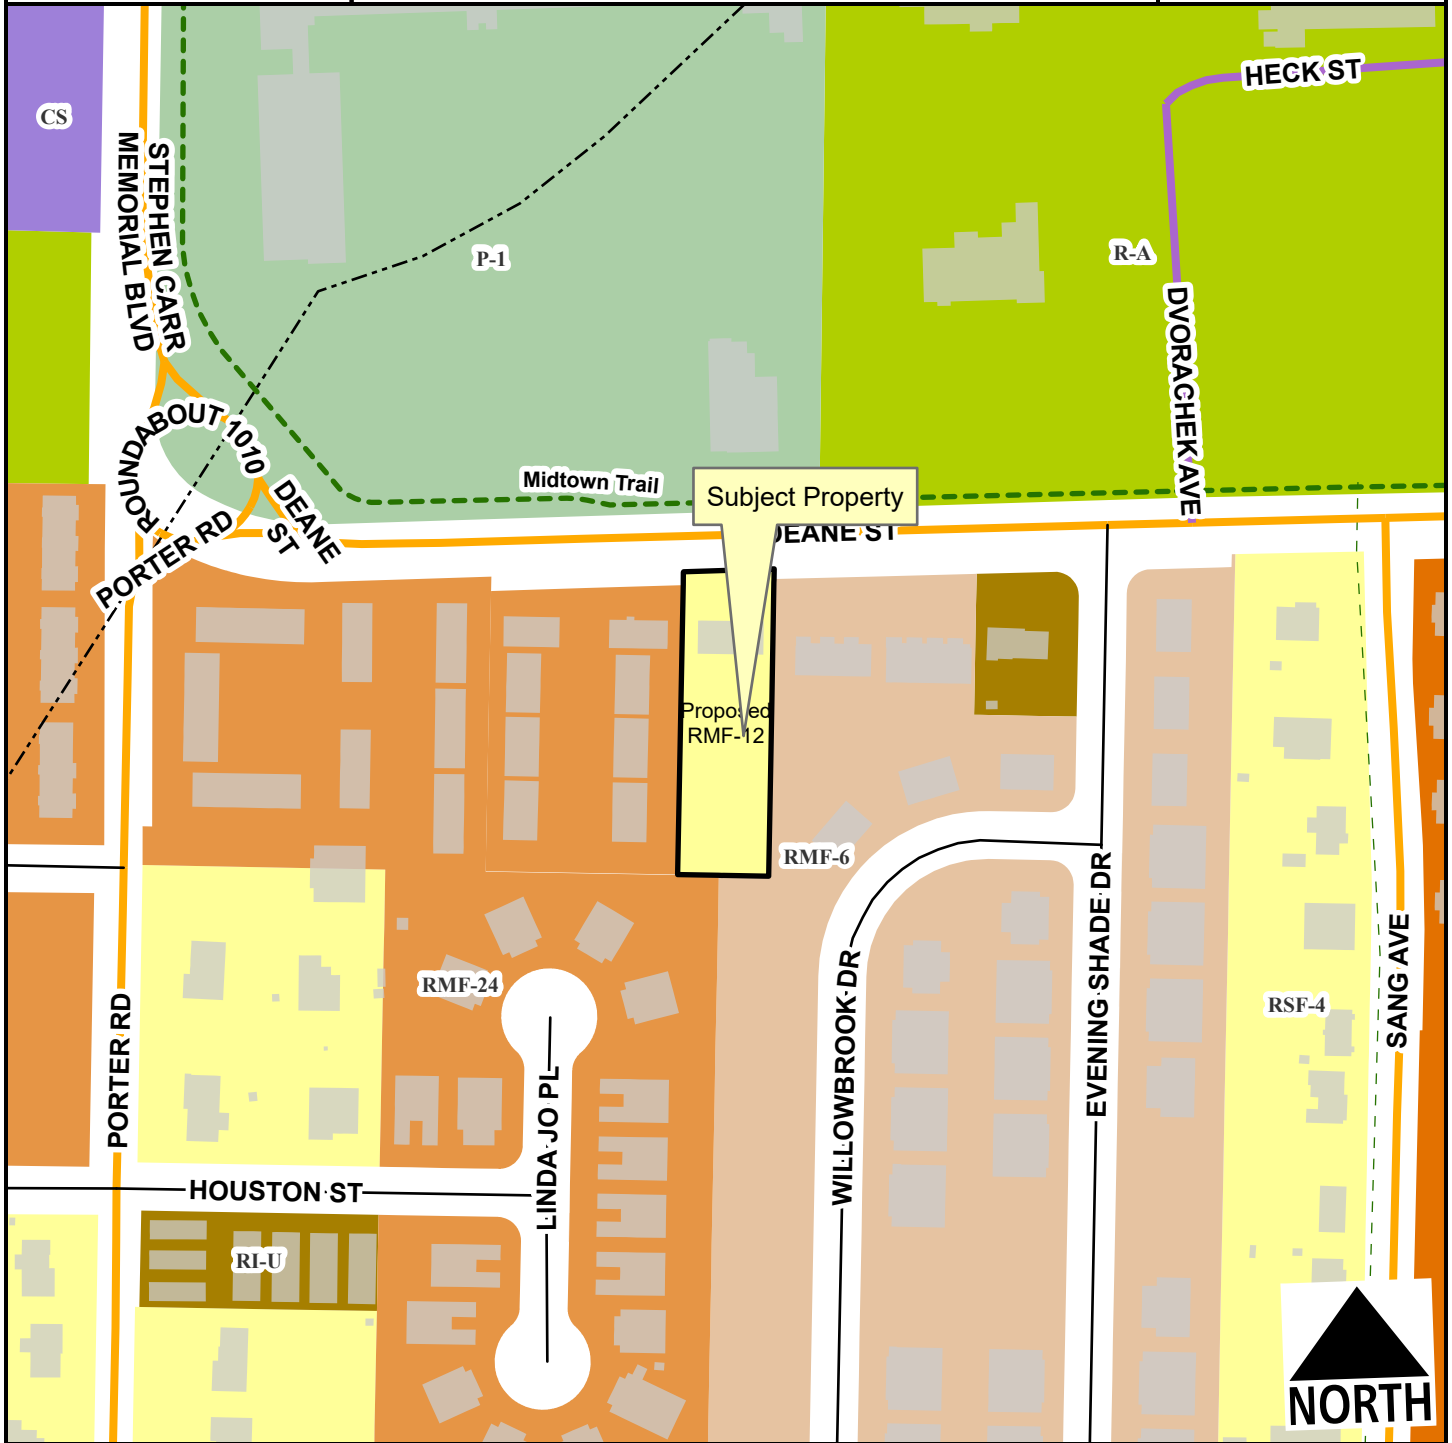 HECK ST
CS
STEPHEN CARR
MEMORIAL BLVD
P-1
R-A
DVORACHEK AVE
ROUNDABOUT 1010
Midtown Trail
Subject Property
DEANE ST
DEANE
ST
PORTER RD
Proposed
RMF-12
RMF-6
RMF-24
RSF-4
SANG AVE
EVENING SHADE DR
WILLOWBROOK DR
PORTER RD
LINDA JO PL
HOUSTON ST
RI-U
NORTH